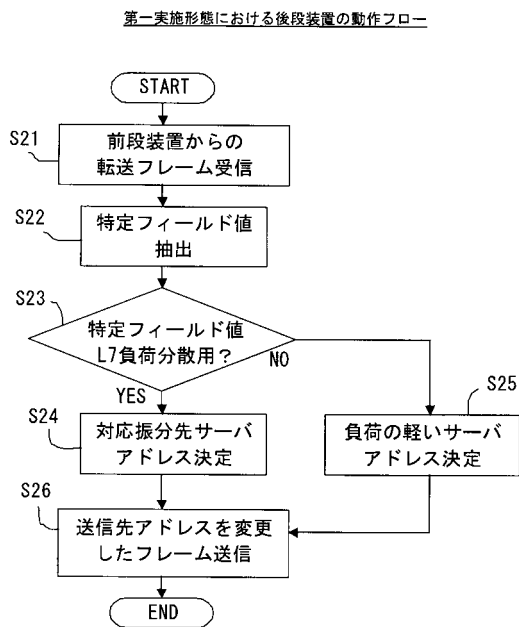 第一実施形態における後段装置の動作フロー
START
S21
前段装置からの
転送フレーム受信
S22
特定フィールド値
抽出
S23
特定フィールド値
L7負荷分散用？
NO
YES
S24
対応振分先サーバ
アドレス決定
S25
負荷の軽いサーバ
アドレス決定
S26
送信先アドレスを変更
したフレーム送信
END